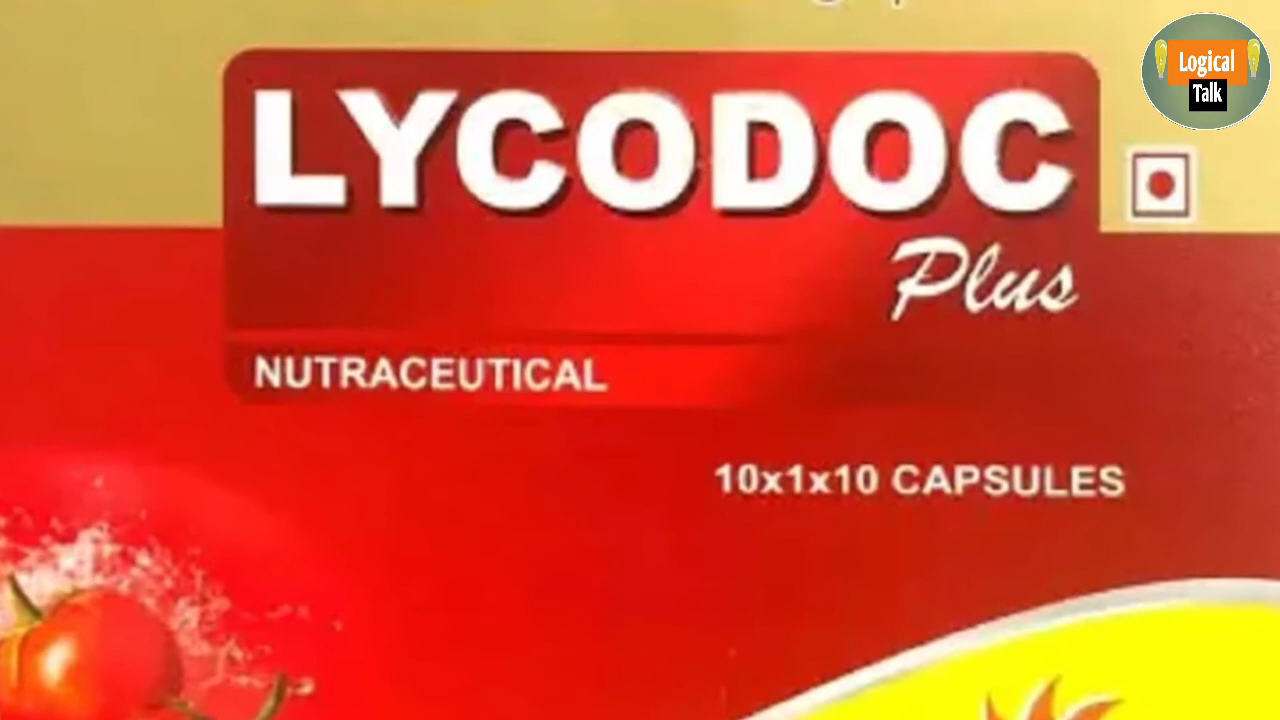 Logical
Talk
LYCODOC
Plus
NUTRACEUTICAL
10x1x10 CAPSULES